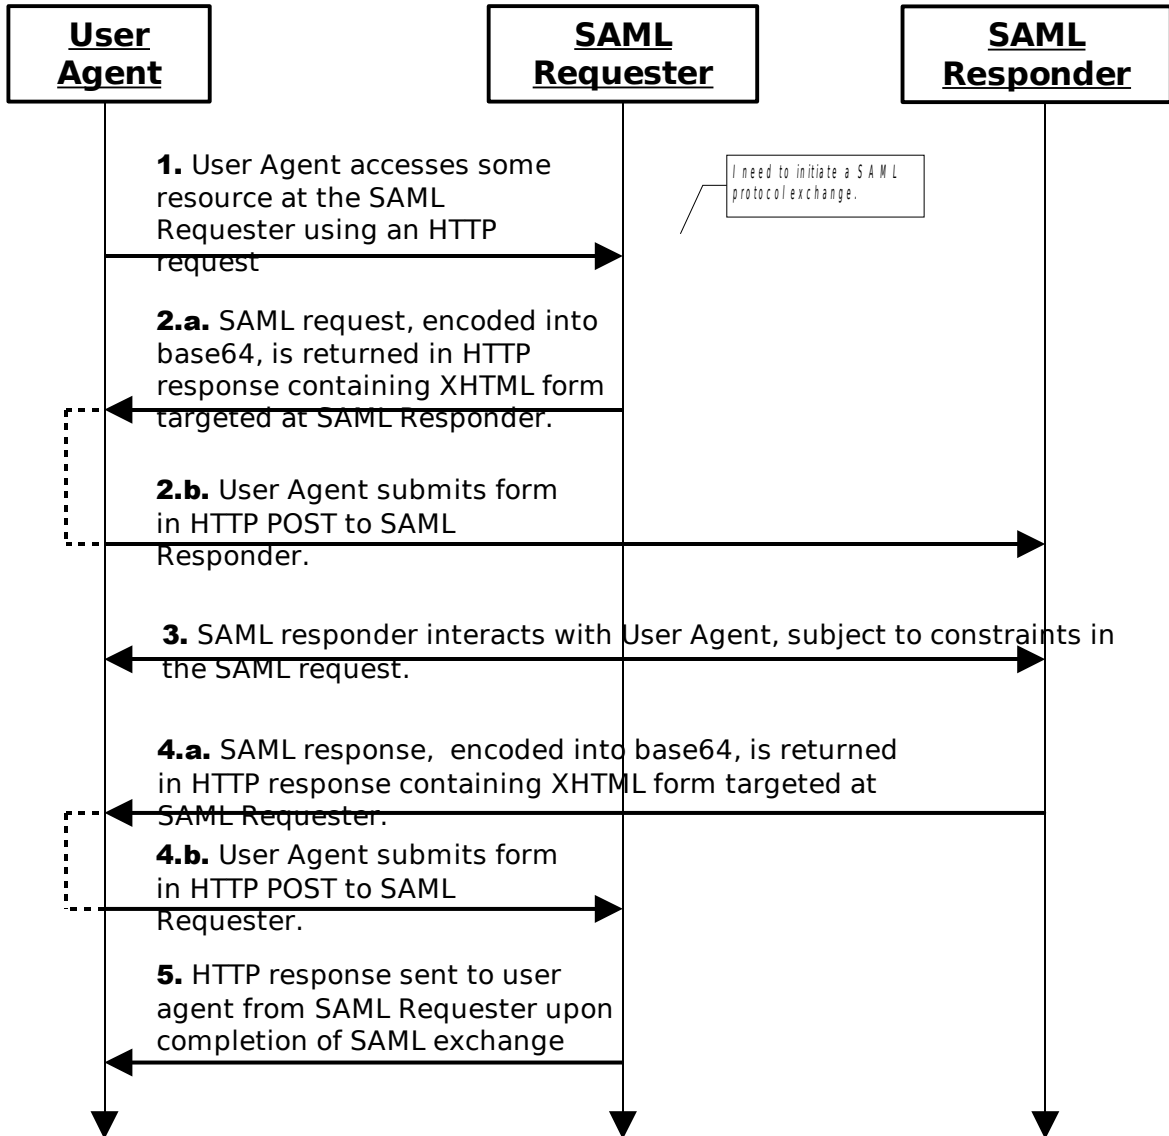 User
Agent
SAML
Requester
SAML
Responder
1. User Agent accesses some
resource at the SAML
Requester using an HTTP
request
I need to initiate a SAML
protocol exchange.
2.a. SAML request, encoded into
base64, is returned in HTTP
response containing XHTML form
targeted at SAML Responder.
2.b. User Agent submits form
in HTTP POST to SAML
Responder.
3. SAML responder interacts with User Agent, subject to constraints in
the SAML request.
4.a. SAML response,  encoded into base64, is returned
in HTTP response containing XHTML form targeted at
SAML Requester.
4.b. User Agent submits form
in HTTP POST to SAML
Requester.
5. HTTP response sent to user
agent from SAML Requester upon
completion of SAML exchange